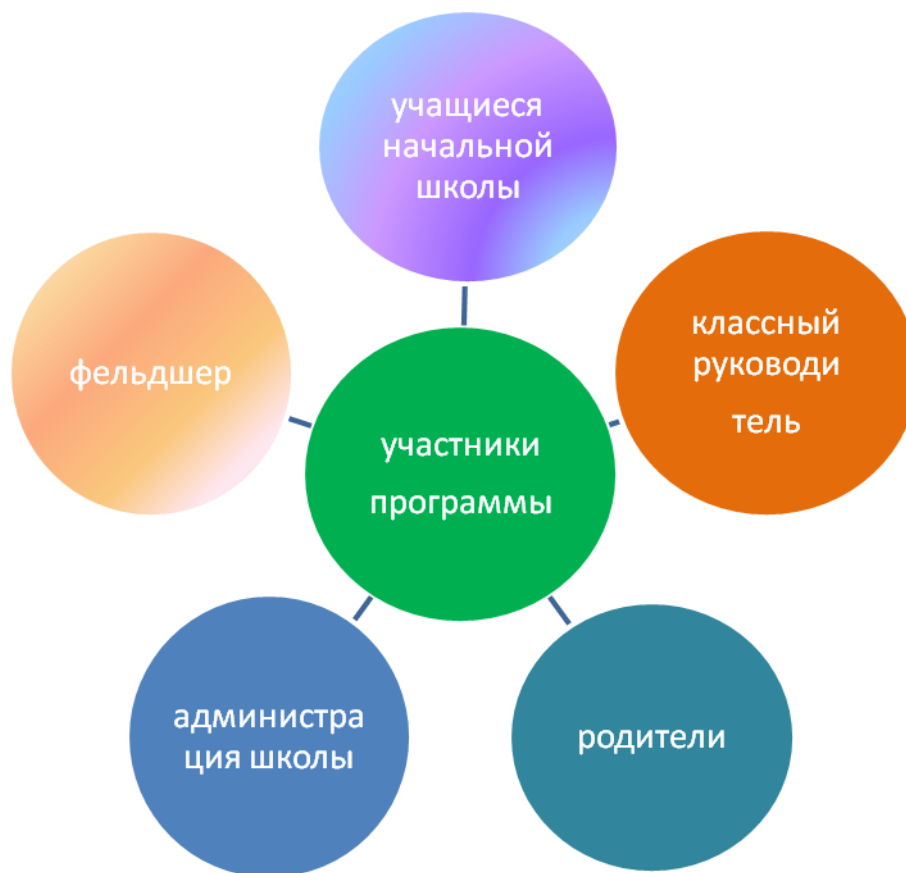 учащиеся
начальной
школы
классный
руководи
тель
фельдшер
участники
программы
администра
ция школы
родители